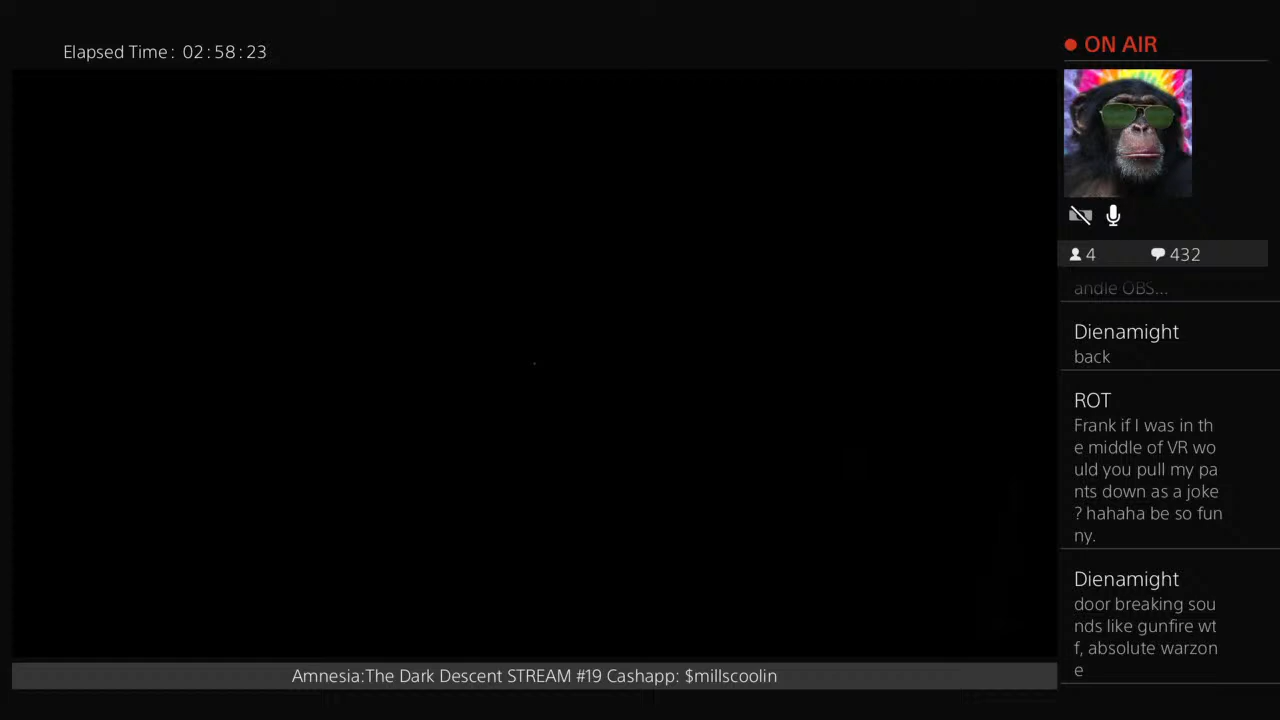 Elapsed Time: 02:58:23
ON AIR
4 432
andle OBS...
Dienamight
back
ROT
Frank if I was in th
e middle of VR wo
uld you pull my pa
nts down as a joke
? hahaha be so fun
ny.
Dienamight
door breaking sou
nds like gunfire wt
f, absolute warzon
e
Amnesia:The Dark Descent STREAM #19 Cashapp: $millscoolin